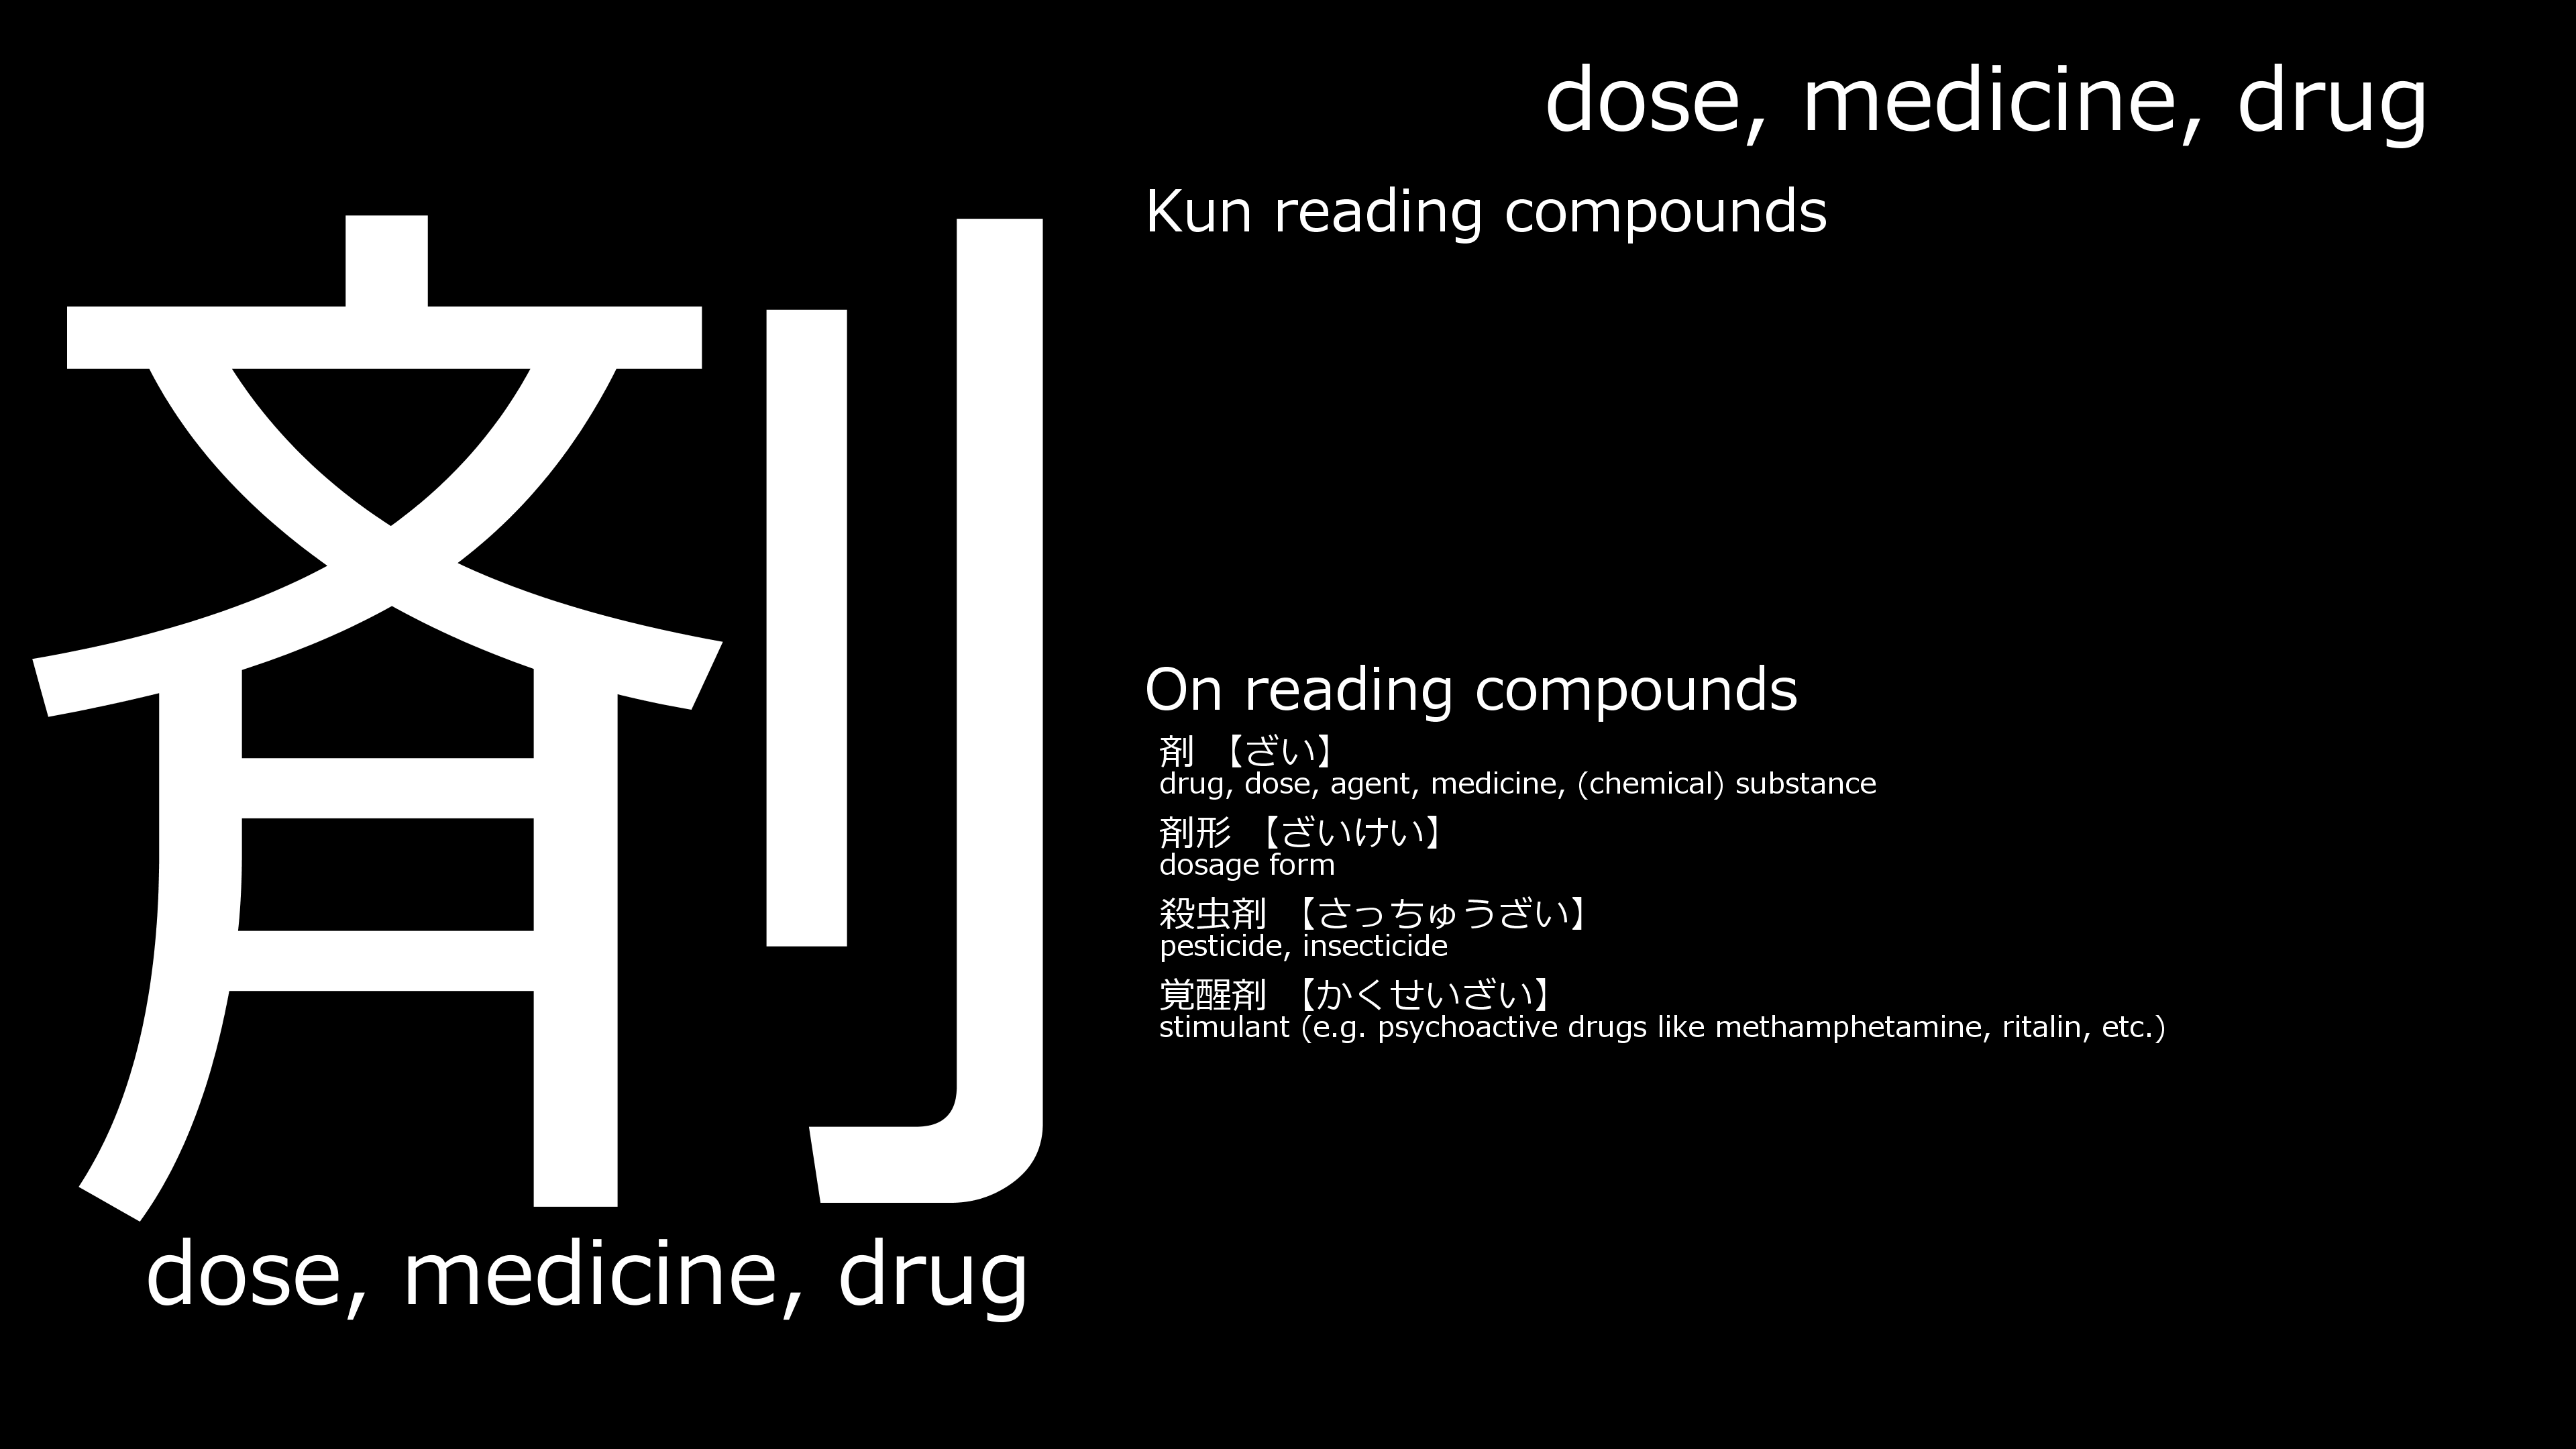 剤
dose, medicine, drug
dose, medicine, drug
Kun reading compounds
On reading compounds
剤 【ざい】
drug, dose, agent, medicine, (chemical) substance
剤形 【ざいけい】
dosage form
殺虫剤 【さっちゅうざい】
pesticide, insecticide
覚醒剤 【かくせいざい】
stimulant (e.g. psychoactive drugs like methamphetamine, ritalin, etc.)